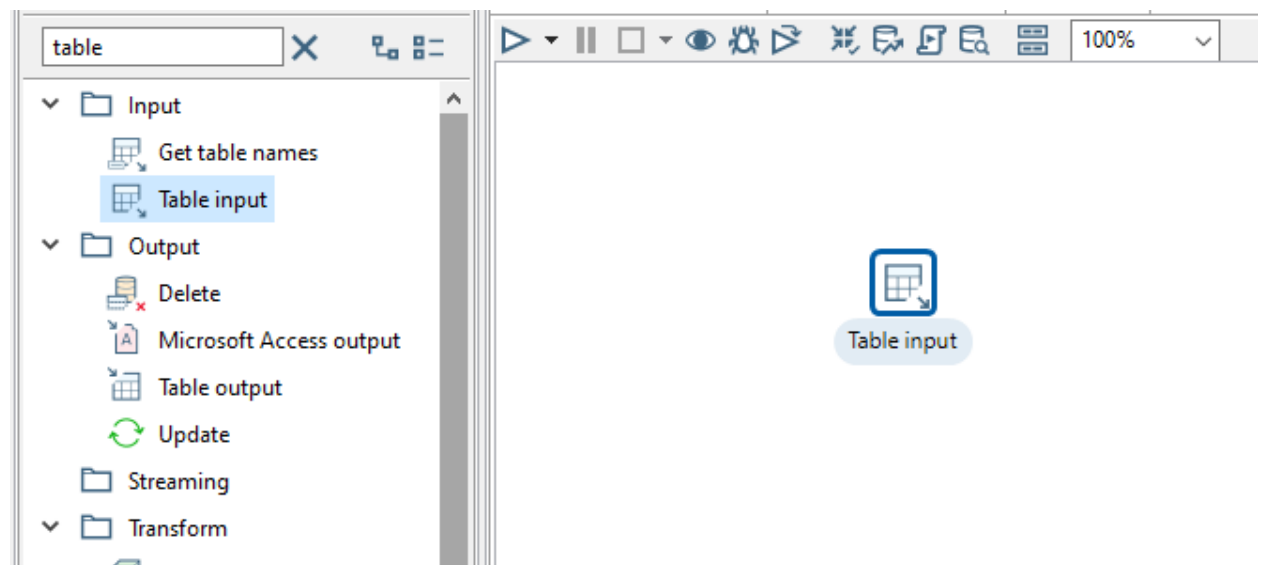 table
100%
Input
Get table names
Table input
Output
Delete
Microsoft Access output
Table output
Update
Streaming
Transform
Table input